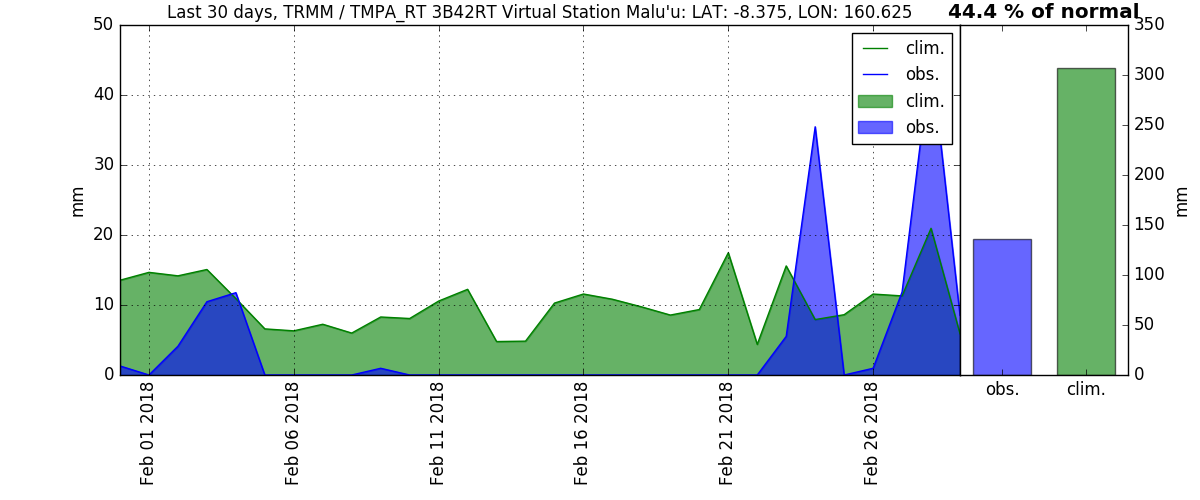 Last 30 days, TRMM / TMPA_RT 3B42RT Virtual Station Malu'u: LAT: -8.375, LON: 160.625
44.4 % of normal
50
40
30
20
10
0
mm
clim.
obs.
clim.
obs.
Feb 01 2018
Feb 06 2018
Feb 11 2018
Feb 16 2018
Feb 21 2018
Feb 26 2018
350
300
250
200
150
100
50
0
mm
obs. clim.